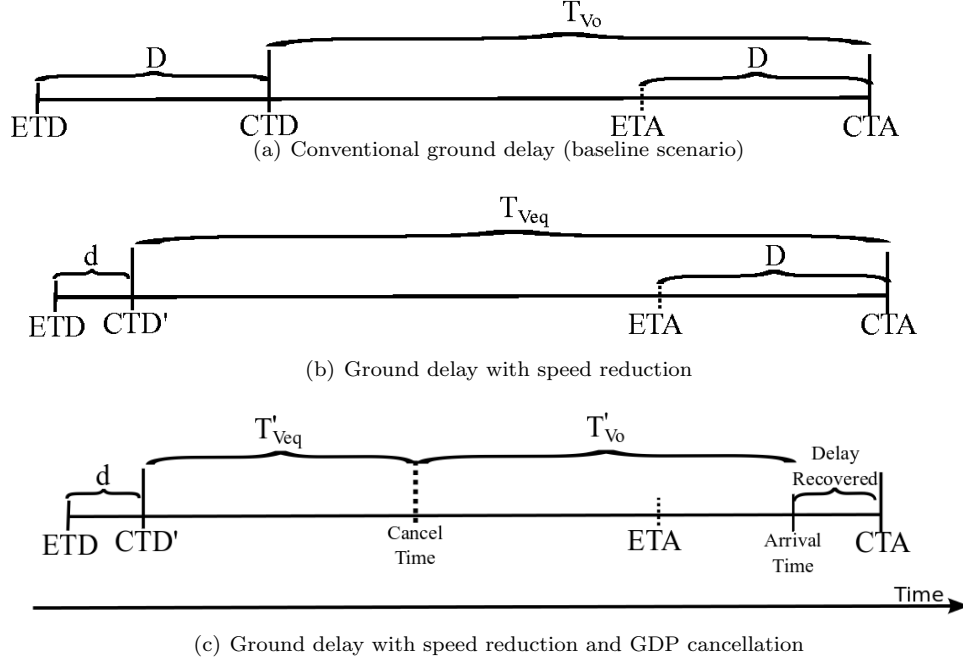 T_Vo
D D
ETD CTD ETA CTA
(a) Conventional ground delay (baseline scenario)
T_Veq
d D
ETD CTD' ETA CTA
(b) Ground delay with speed reduction
T'_Veq T'_Vo Delay
d Recovered
ETD CTD' Cancel ETA Arrival CTA
Time Time
Time
(c) Ground delay with speed reduction and GDP cancellation